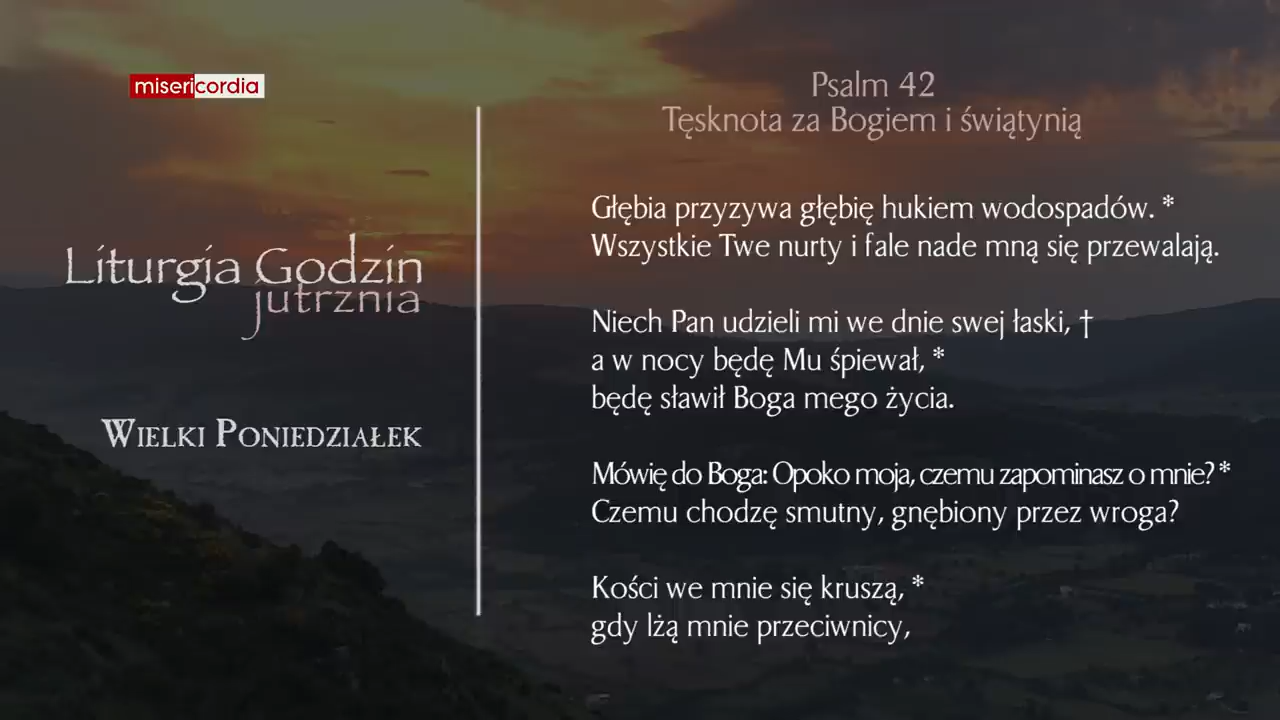 misericordia
Liturgia Godzin
jutrznia
Wielki Poniedziałek
Psalm 42
Tęsknota za Bogiem i świątynią
Głębia przyzywa głębię hukiem wodospadów. *
Wszystkie Twe nurty i fale nade mną się przewalają.
Niech Pan udzieli mi we dnie swej łaski, †
a w nocy będę Mu śpiewał, *
będę sławił Boga mego życia.
Mówię do Boga: Opoko moja, czemu zapominasz o mnie? *
Czemu chodzę smutny, gnębiony przez wroga?
Kości we mnie się kruszą, *
gdy lżą mnie przeciwnicy,